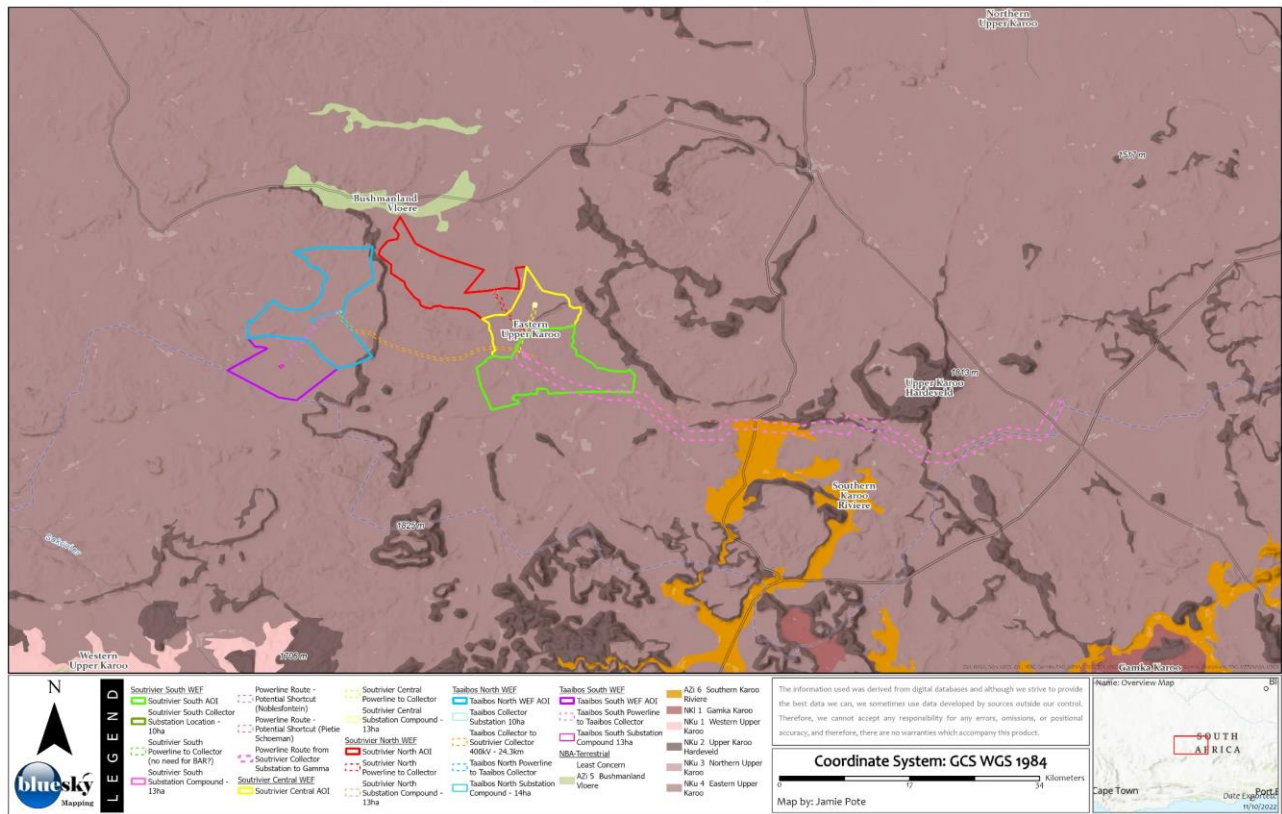 Northern
Upper Karoo
1517 m
Bushmanland
Vloere
Eastern
Upper Karoo
1813 m
Upper Karoo
Hardeveld
Southern
Karoo
Riviere
1825 m
Western
Upper Karoo
1706 m
Gamka Karoo
N
LEGEND
bluesky
Mapping
Soutrivier South WEF
Soutrivier South AOI
Soutrivier South Collector
Substation Location -
10ha
Soutrivier South
Powerline to Collector
(no need for BAR?)
Soutrivier South
Substation Compound -
13ha
Powerline Route -
Potential Shortcut
(Noblesfontein)
Powerline Route -
Potential Shortcut (Pietie
Schoeman)
Powerline Route from
Soutrivier Collector
Substation to Gamma
Soutrivier Central WEF
Soutrivier Central AOI
Soutrivier Central
Powerline to Collector
Soutrivier Central
Substation Compound -
13ha
Soutrivier North WEF
Soutrivier North AOI
Soutrivier North
Powerline to Collector
Soutrivier North
Substation Compound -
13ha
Taaibos North WEF
Taaibos North WEF AOI
Taaibos Collector
Substation 10ha
Taaibos Collector to
Soutrivier Collector
400kV - 24,3km
Taaibos North Powerline
to Taaibos Collector
Taaibos North Substation
Compound - 14ha
Taaibos South WEF
Taaibos South WEF AOI
Taaibos South Powerline
to Taaibos Collector
Taaibos South Substation
Compound 13ha
NBA-Terrestrial
Least Concern
AZi 5 Bushmanland
Vloere
AZi 6 Southern Karoo
Riviere
NKl 1 Gamka Karoo
NKu 1 Western Upper
Karoo
NKu 2 Upper Karoo
Hardeveld
NKu 3 Northern Upper
Karoo
NKu 4 Eastern Upper
Karoo
The information used was derived from digital databases and although we strive to provide
the best data we can, we sometimes use data developed by sources outside our control.
Therefore, we cannot accept any responsibility for any errors, omissions, or positional
accuracy, and therefore, there are no warranties which accompany this product.
Coordinate System: GCS WGS 1984
Kilometers
0 17 34
Map by: Jamie Pote
Name: Overview Map
SOUTH
AFRICA
Cape Town
Port E
Date Exported:
11/10/2022